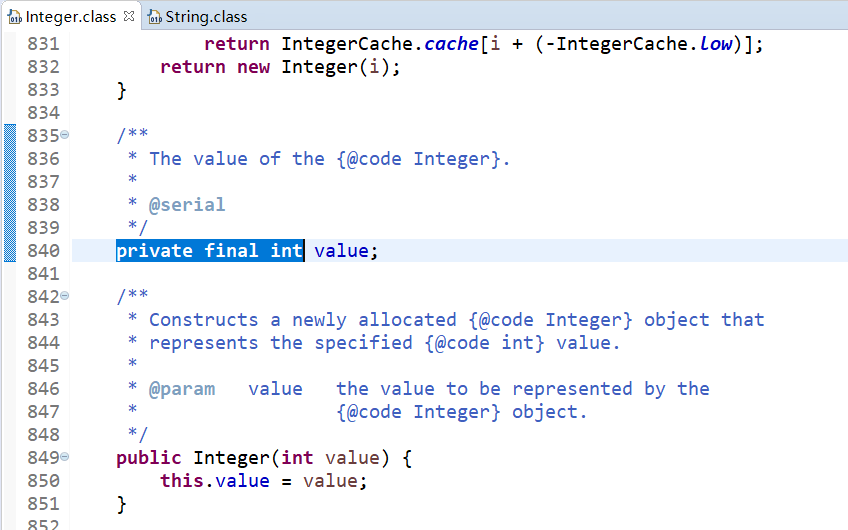 Integer.class String.class
831 return IntegerCache.cache[i + (-IntegerCache.low)];
832 return new Integer(i);
833 }
834
835 /**
836 * The value of the {@code Integer}.
837 *
838 * @serial
839 */
840 private final int value;
841
842 /**
843 * Constructs a newly allocated {@code Integer} object that
844 * represents the specified {@code int} value.
845 *
846 * @param value the value to be represented by the
847 * {@code Integer} object.
848 */
849 public Integer(int value) {
850 this.value = value;
851 }
852